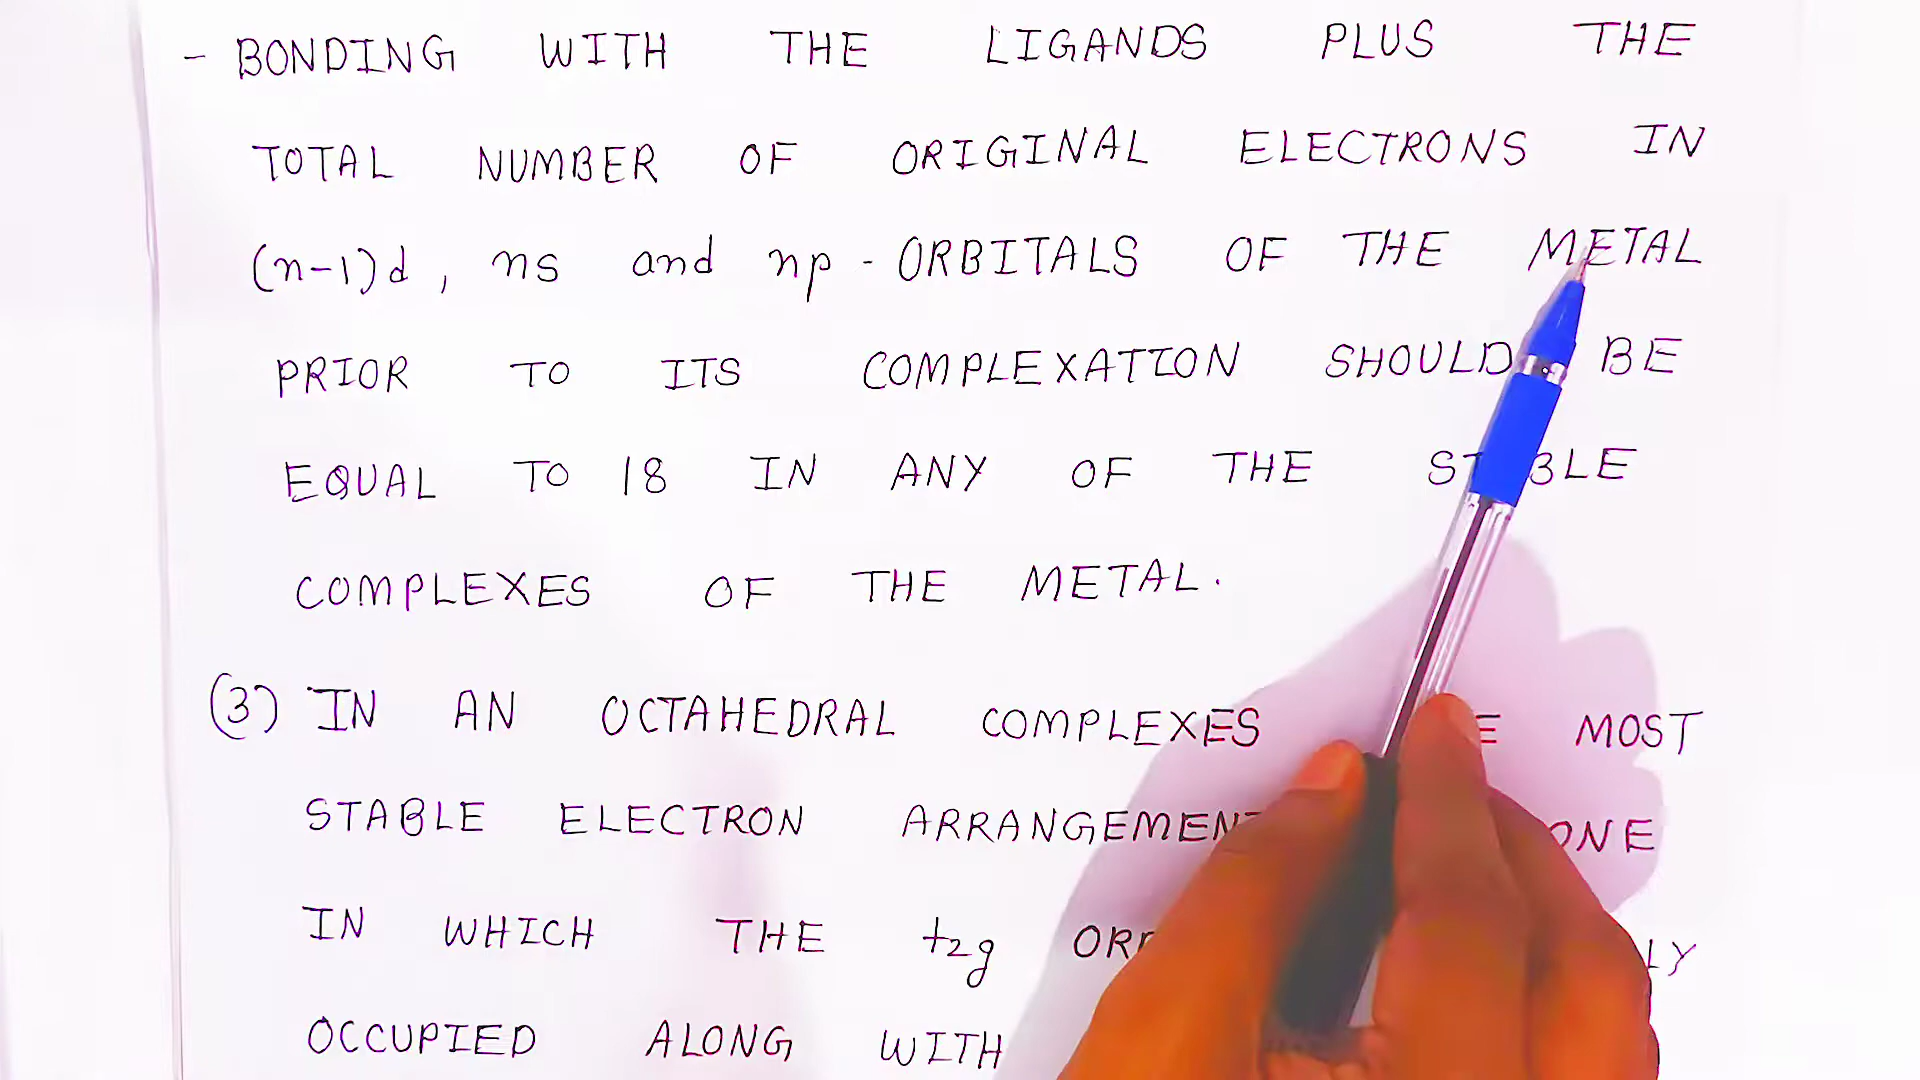 - BONDING WITH THE LIGANDS PLUS THE
TOTAL NUMBER OF ORIGINAL ELECTRONS IN
(n-1)d, ns and np - ORBITALS OF THE METAL
PRIOR TO ITS COMPLEXATION SHOULD BE
EQUAL TO 18 IN ANY OF THE
COMPLEXES OF THE METAL.
(3) IN AN OCTAHEDRAL COMPLEXES MOST
STABLE ELECTRON ARRANGEMENT ONE
IN WHICH THE t2g
OCCUPIED ALONG WITH